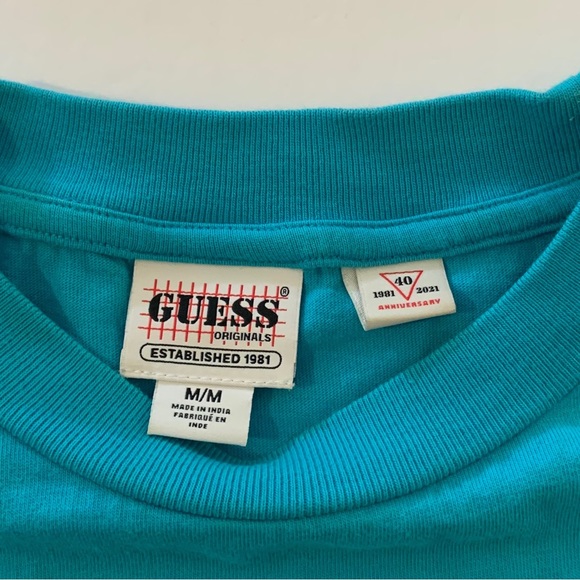 GUESS®
ORIGINALS
ESTABLISHED 1981
M/M
MADE IN INDIA
FABRIQUÉ EN
INDE
40
1981 2021
ANNIVERSARY